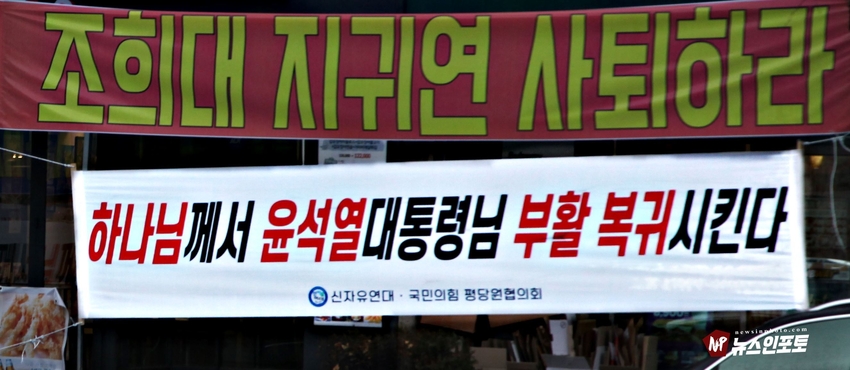 조희대 지귀연 사퇴하라
하나님께서 윤석열대통령님 부활 복귀시킨다
신자유연대 · 국민의힘 평당원협의회
newsinphoto.com
NP 뉴스인포토